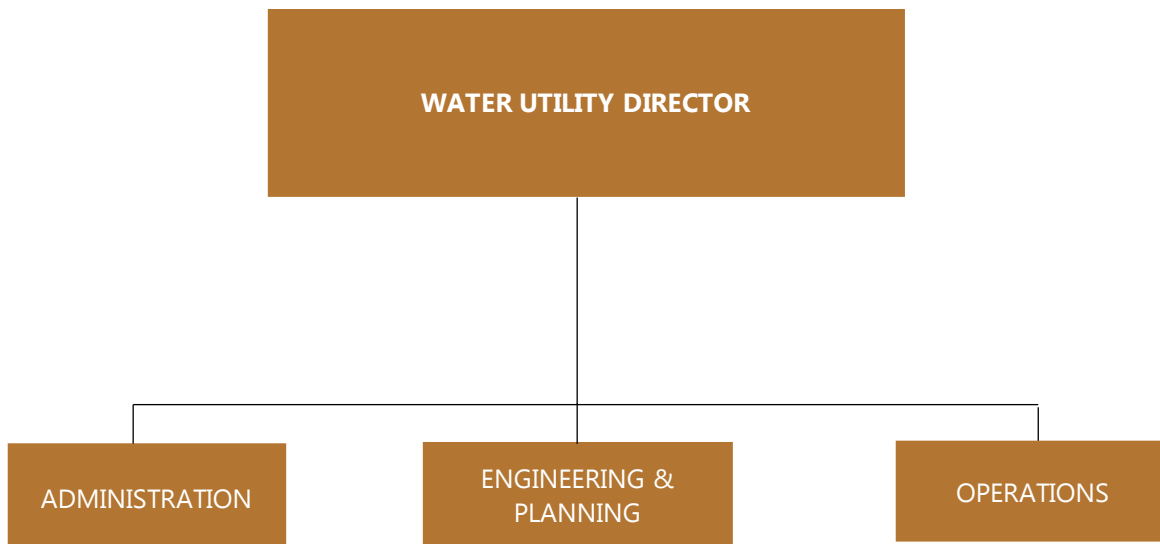 WATER UTILITY DIRECTOR
ADMINISTRATION
ENGINEERING &
PLANNING
OPERATIONS